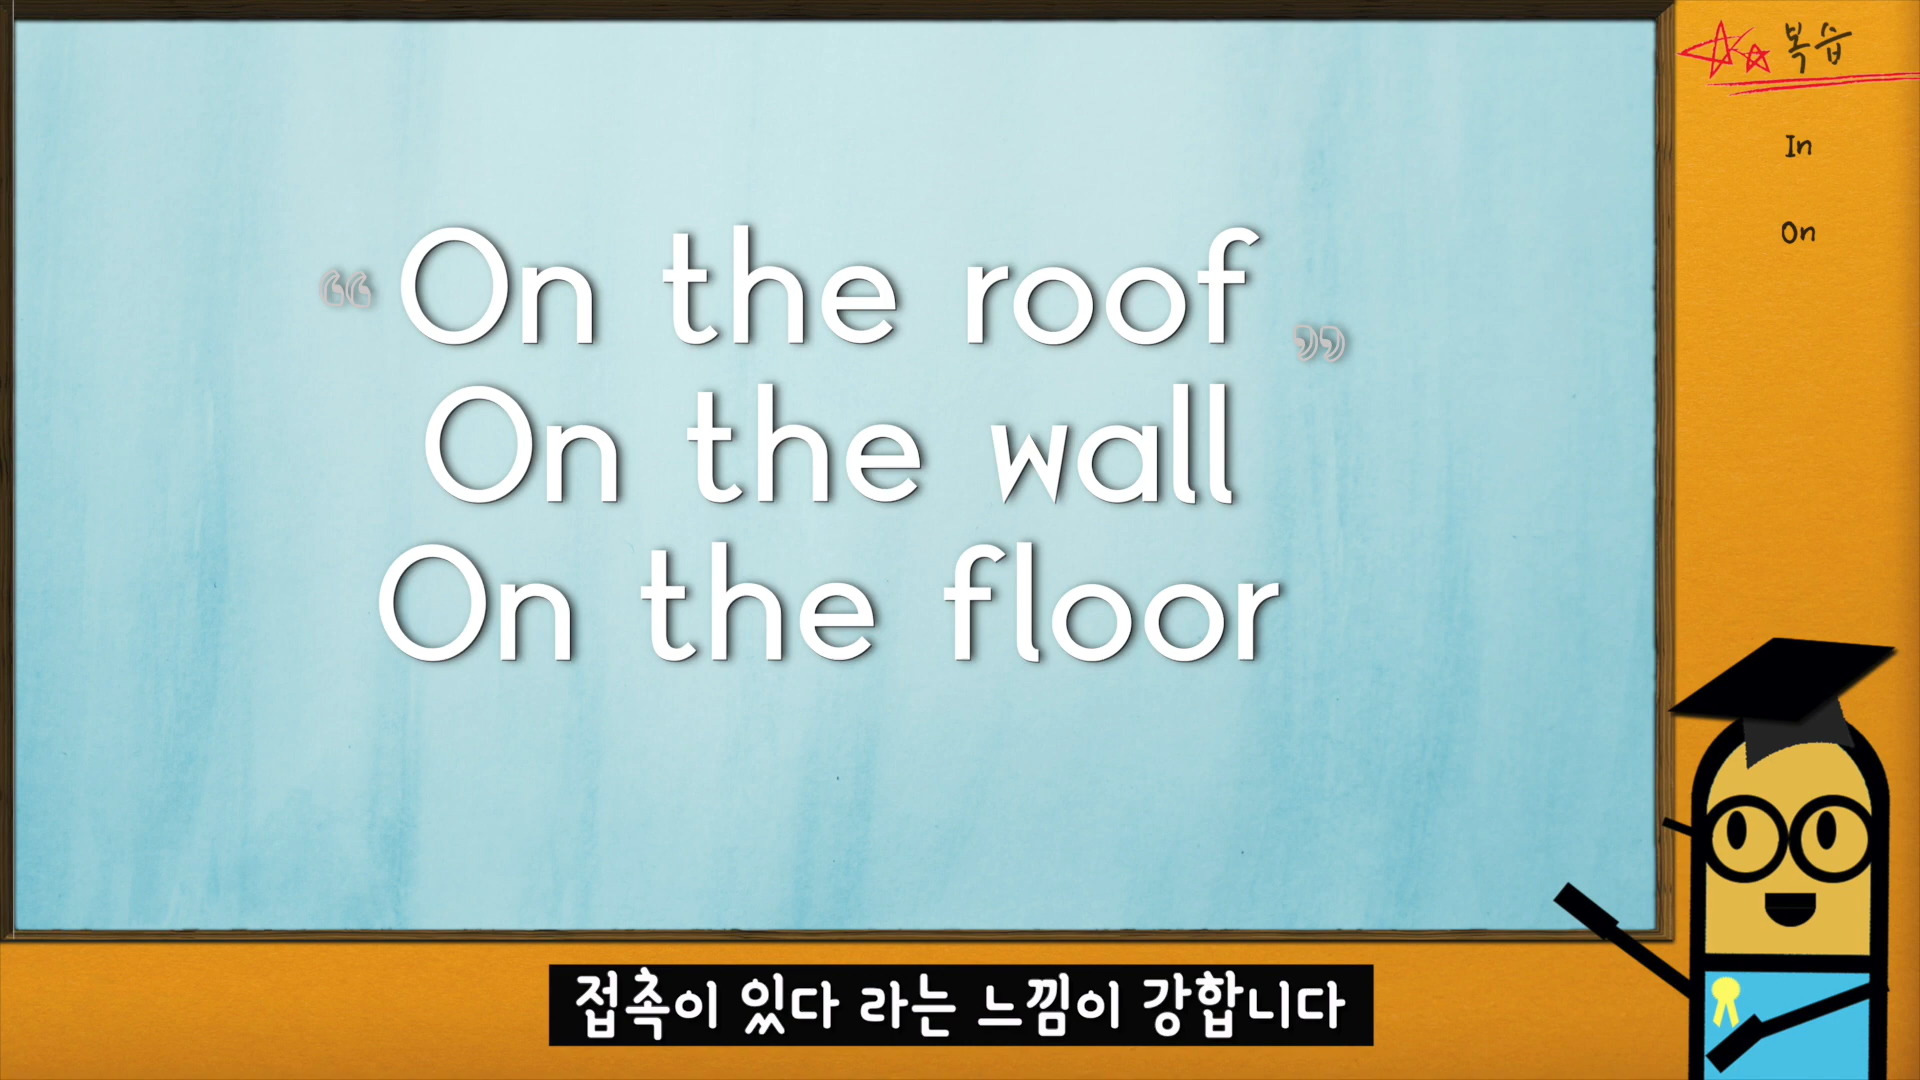 “ On the roof ”
On the wall
On the floor
복습
In
On
접촉이 있다 라는 느낌이 강합니다